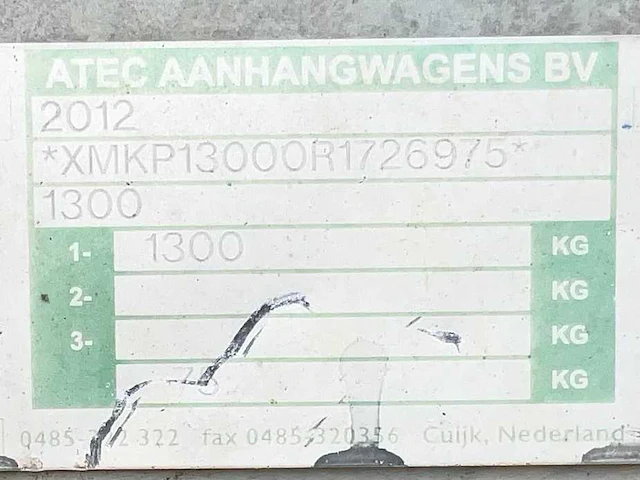 ATEC AANHANGWAGENS BV
2012
*XMKP13000R1726975*
1300
1- 1300 KG
2- KG
3- KG
75 KG
322 fax 0485-320356 Cuijk, Nederland